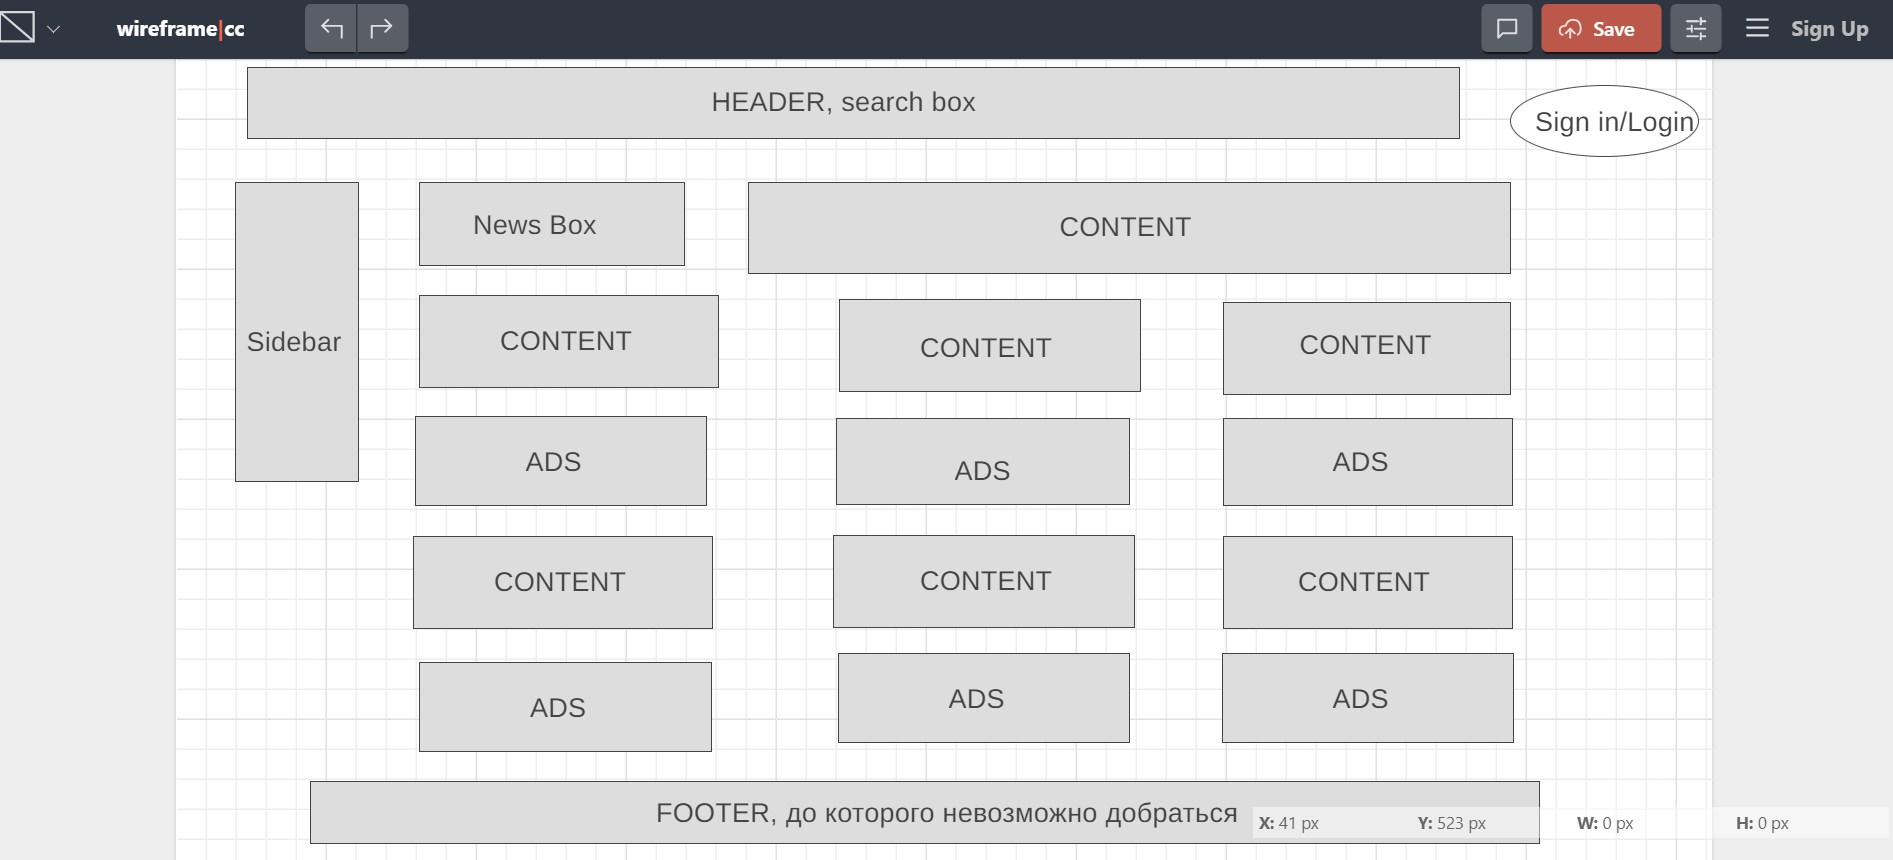 wireframe|cc
Save
Sign Up
HEADER, search box
Sign in/Login
News Box
CONTENT
Sidebar
CONTENT
CONTENT
CONTENT
ADS
ADS
ADS
CONTENT
CONTENT
CONTENT
ADS
ADS
ADS
FOOTER, до которого невозможно добраться
X: 41 px Y: 523 px W: 0 px H: 0 px